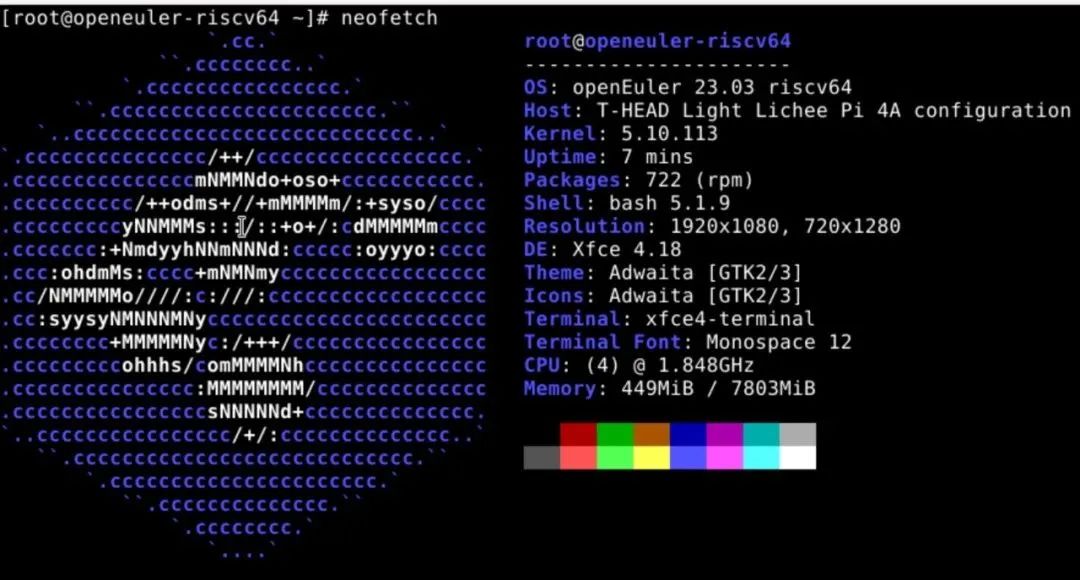 [root@openeuler-riscv64 ~]# neofetch
root@openeuler-riscv64
----------------------
OS: openEuler 23.03 riscv64
Host: T-HEAD Light Lichee Pi 4A configuration
Kernel: 5.10.113
Uptime: 7 mins
Packages: 722 (rpm)
Shell: bash 5.1.9
Resolution: 1920x1080, 720x1280
DE: Xfce 4.18
Theme: Adwaita [GTK2/3]
Icons: Adwaita [GTK2/3]
Terminal: xfce4-terminal
Terminal Font: Monospace 12
CPU: (4) @ 1.848GHz
Memory: 449MiB / 7803MiB